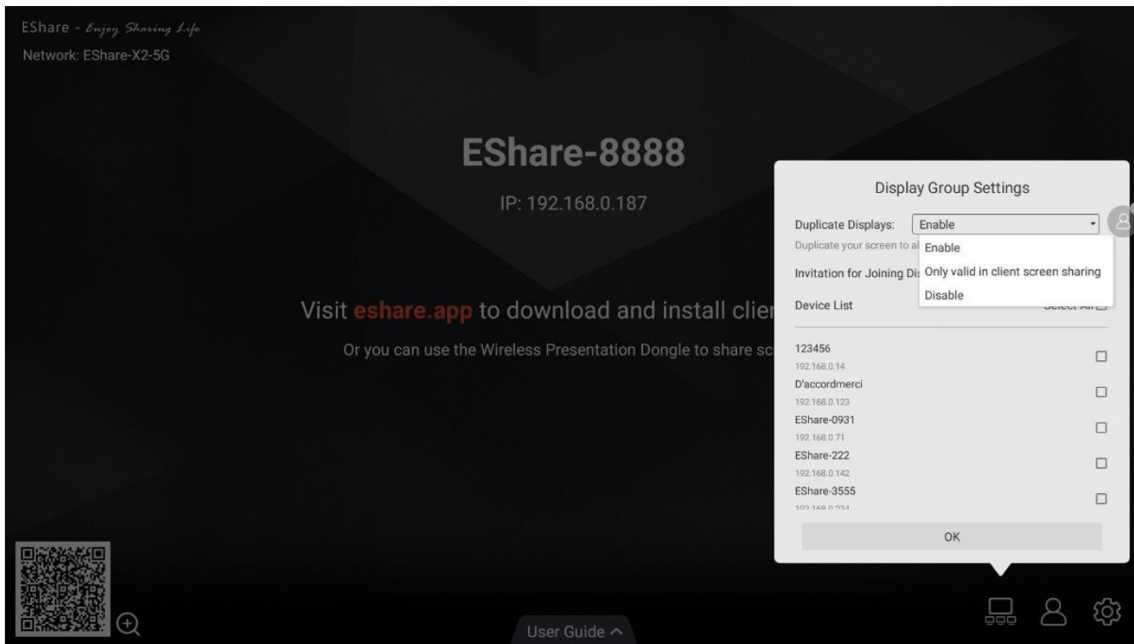 EShare - Enjoy Sharing Life
Network: EShare-X2-5G
EShare-8888
IP: 192.168.0.187
Visit eshare.app to download and install
Or you can use the Wireless Presentation Dongle to share
Display Group Settings
Duplicate Displays: Enable
Duplicate your screen to
Enable
Invitation for Joining
Only valid in client screen sharing
Disable
Device List
123456
192.168.0.14
D'accordmerci
192.168.0.123
EShare-0931
192.168.0.71
EShare-222
192.168.0.142
EShare-3555
OK
User Guide